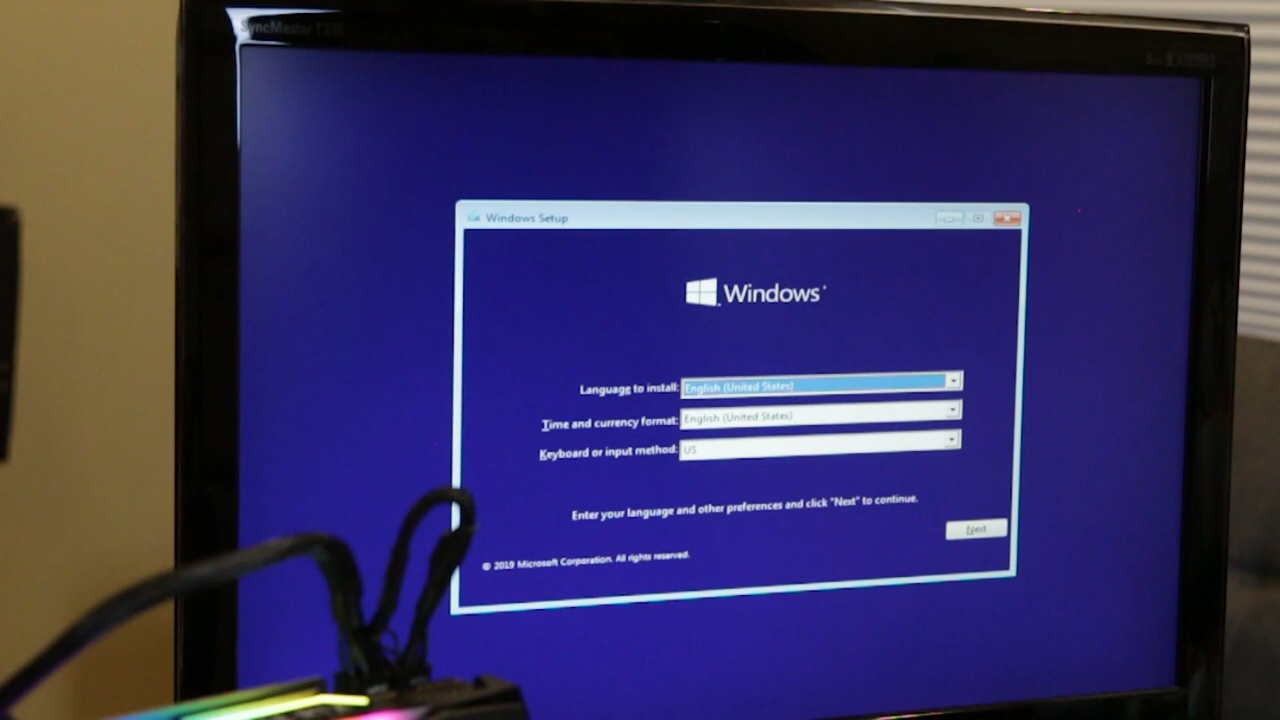 SyncMaster
Windows Setup
Windows
Language to install: English (United States)
Time and currency format: English (United States)
Keyboard or input method: US
Enter your language and other preferences and click "Next" to continue.
Next
© 2019 Microsoft Corporation. All rights reserved.